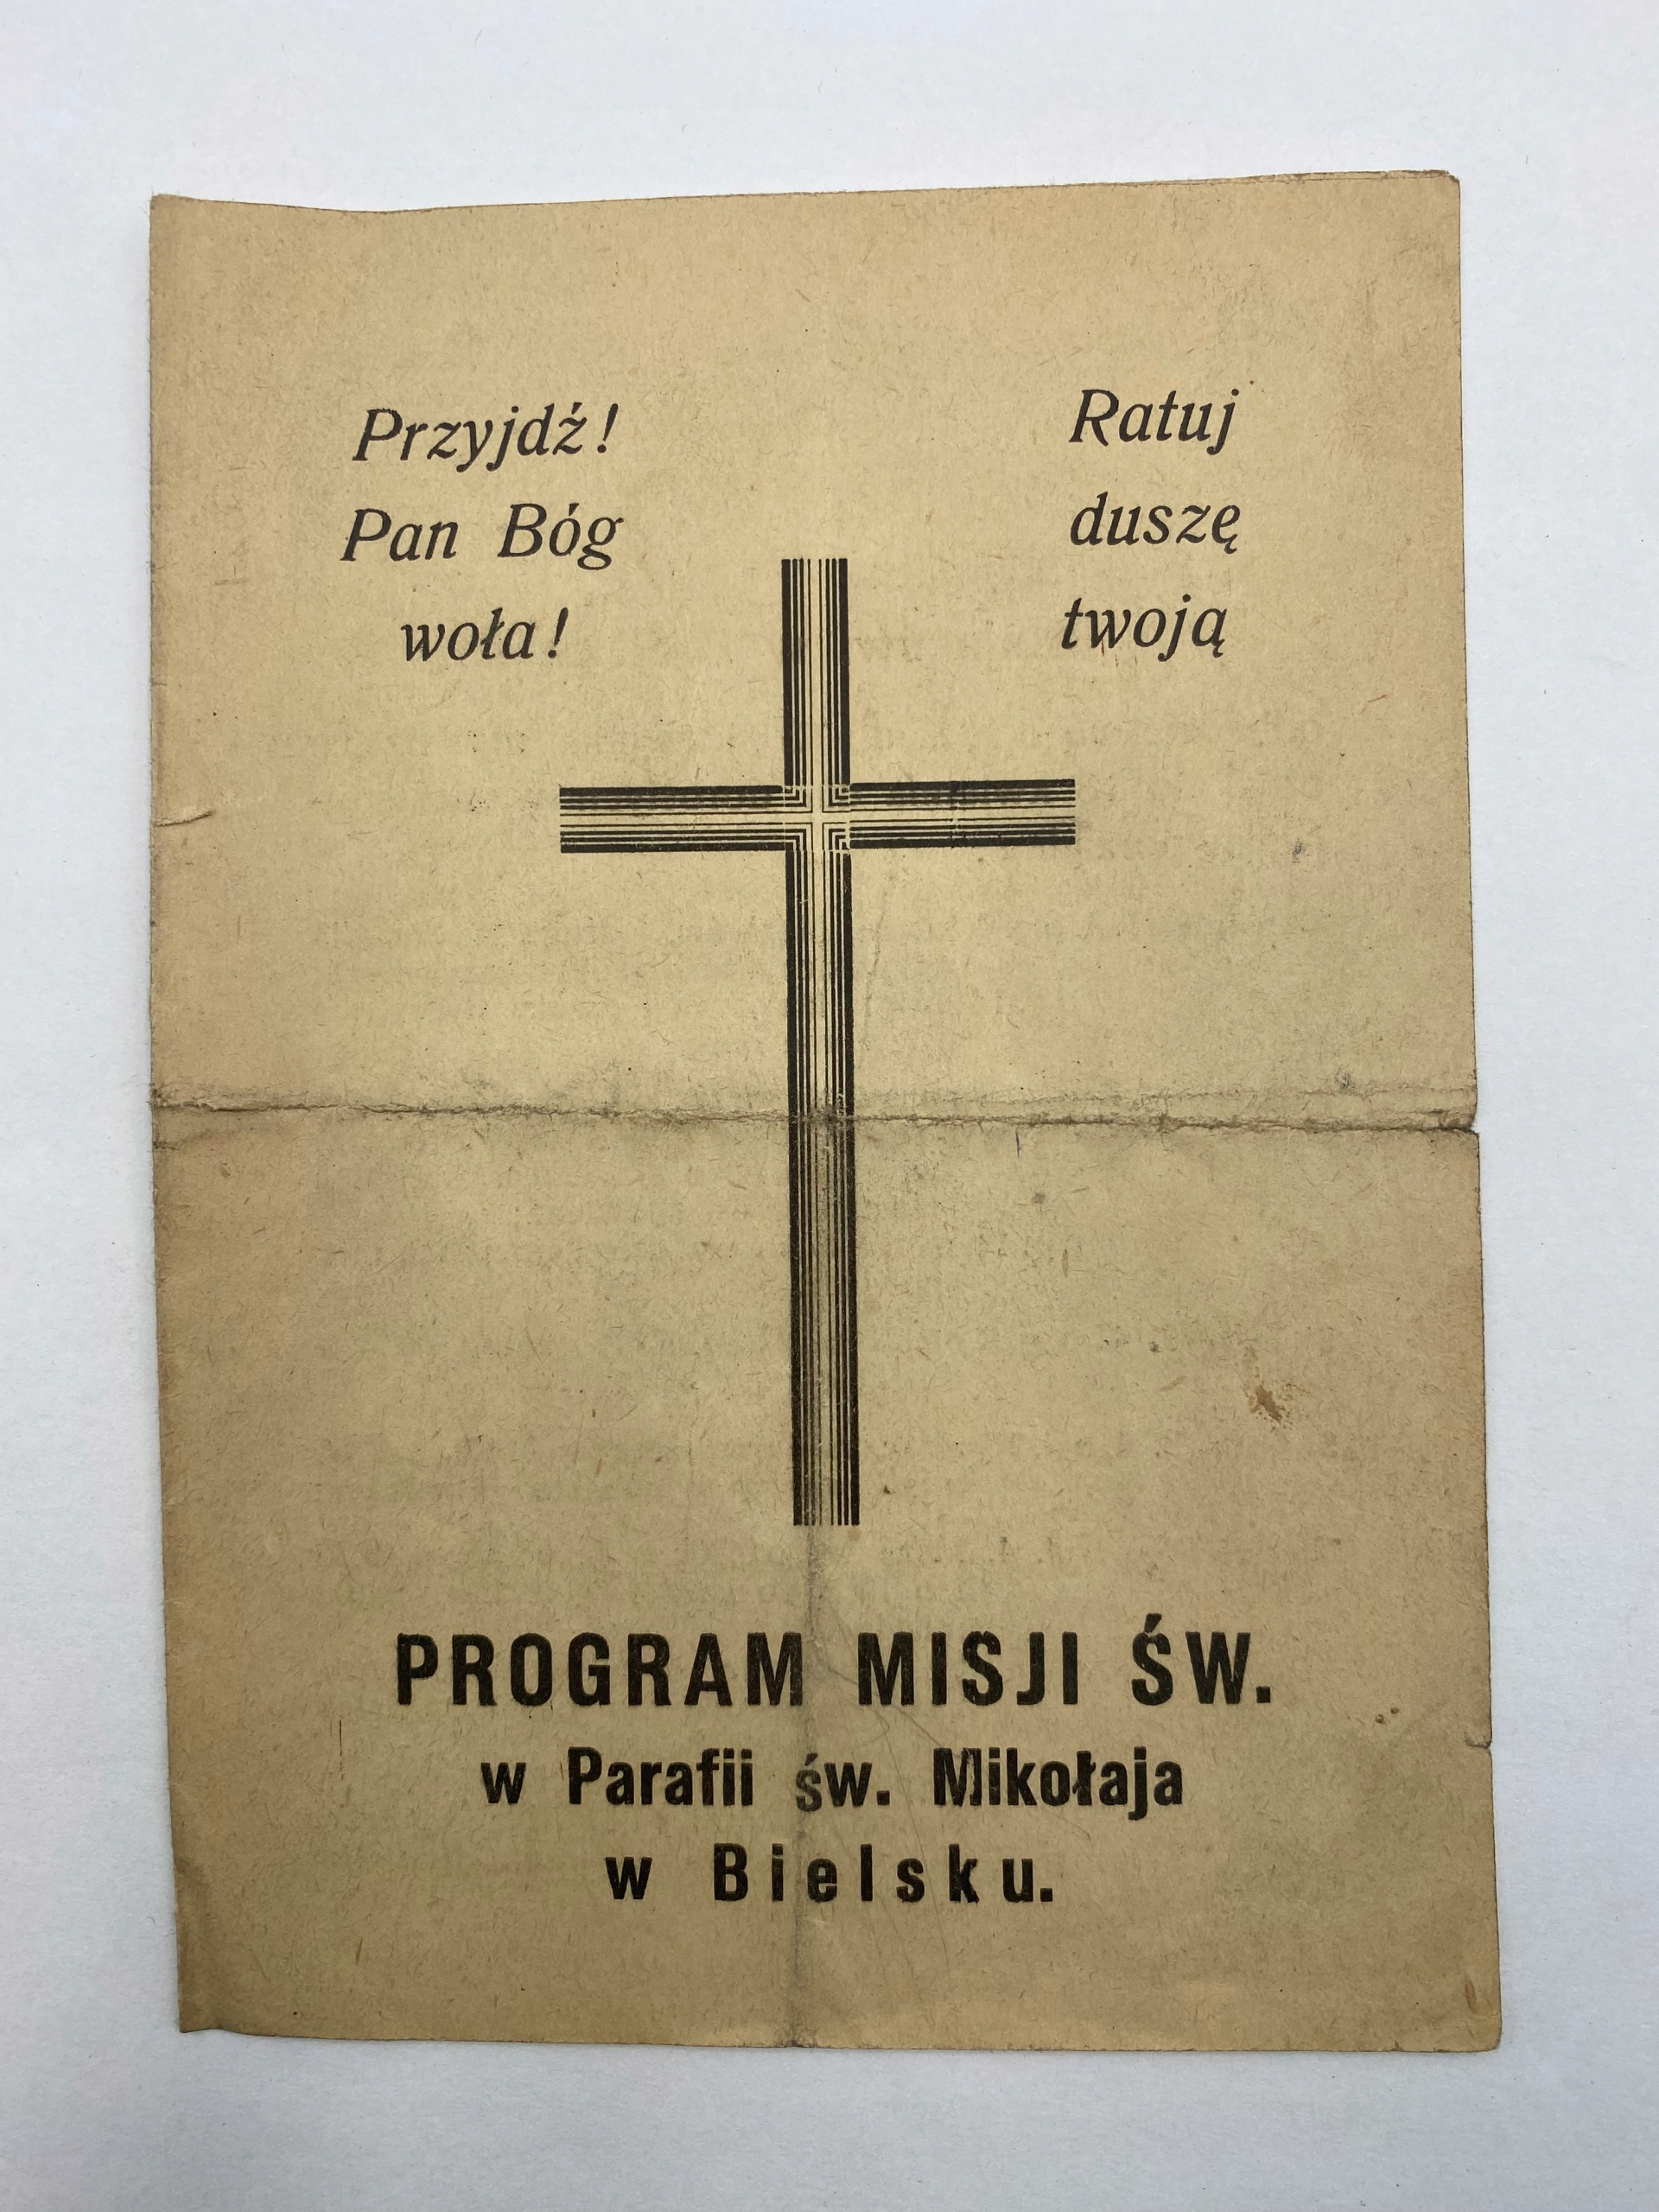 Przyjdź!
Pan Bóg
woła!
Ratuj
duszę
twoją
PROGRAM MISJI ŚW.
w Parafii św. Mikołaja
w Bielsku.